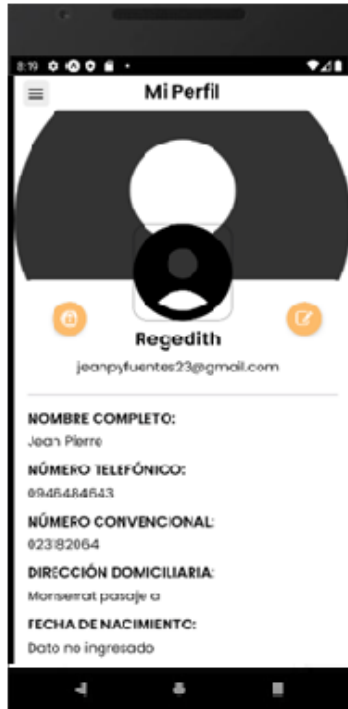 8:19
Mi Perfil
Regedith
jeanpyfuentes23@gmail.com
NOMBRE COMPLETO:
Jean Pierre
NÚMERO TELEFÓNICO:
0946484643
NÚMERO CONVENCIONAL:
023182064
DIRECCIÓN DOMICILIARIA:
Monserrat pasaje a
FECHA DE NACIMIENTO:
Dato no ingresado